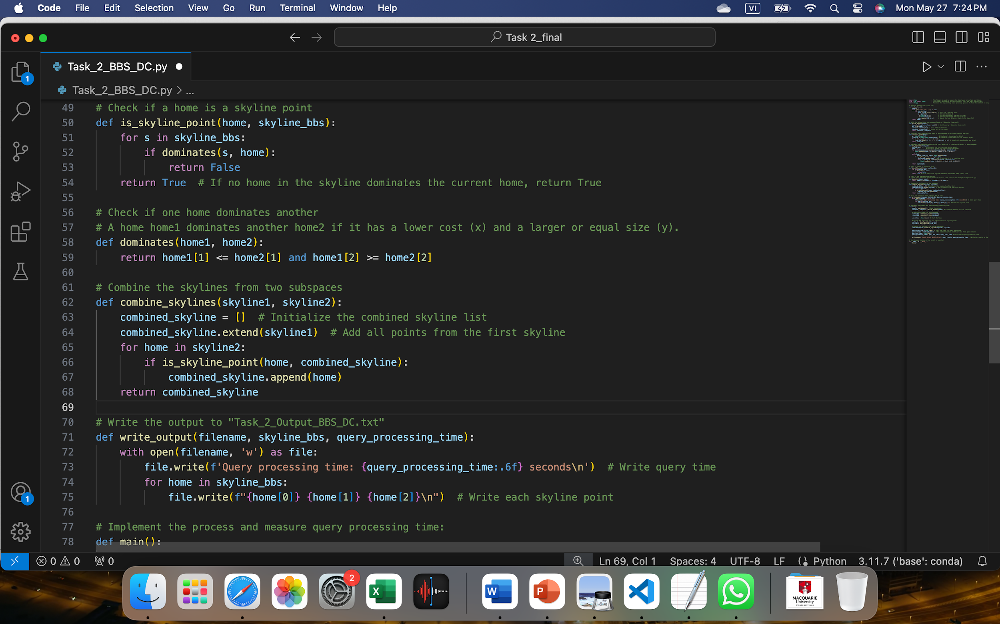 Code File Edit Selection View Go Run Terminal Window Help VI Mon May 27 7:24 PM
Task 2_final
1 Task_2_BBS_DC.py
Task_2_BBS_DC.py > ...
49 # Check if a home is a skyline point
50 def is_skyline_point(home, skyline_bbs):
51     for s in skyline_bbs:
52         if dominates(s, home):
53             return False
54     return True  # If no home in the skyline dominates the current home, return True
55
56 # Check if one home dominates another
57 # A home home1 dominates another home2 if it has a lower cost (x) and a larger or equal size (y).
58 def dominates(home1, home2):
59     return home1[1] <= home2[1] and home1[2] >= home2[2]
60
61 # Combine the skylines from two subspaces
62 def combine_skylines(skyline1, skyline2):
63     combined_skyline = []  # Initialize the combined skyline list
64     combined_skyline.extend(skyline1)  # Add all points from the first skyline
65     for home in skyline2:
66         if is_skyline_point(home, combined_skyline):
67             combined_skyline.append(home)
68     return combined_skyline
69
70 # Write the output to "Task_2_Output_BBS_DC.txt"
71 def write_output(filename, skyline_bbs, query_processing_time):
72     with open(filename, 'w') as file:
73         file.write(f'Query processing time: {query_processing_time:.6f} seconds\n')  # Write query time
74         for home in skyline_bbs:
75             file.write(f"{home[0]} {home[1]} {home[2]}\n")  # Write each skyline point
76
77 # Implement the process and measure query processing time:
78 def main():
1
0 0 0 Ln 69, Col 1 Spaces: 4 UTF-8 LF Python 3.11.7 ('base': conda)
2
X W P
MACQUARIE
University
SYDNEY·AUSTRALIA